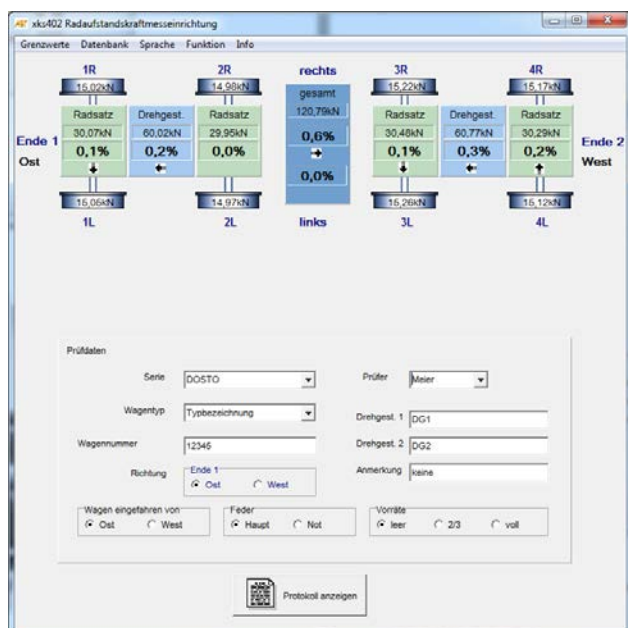 xks402 Radaufstandskraftmesseinrichtung
Grenzwerte Datenbank Sprache Funktion Info
1R 2R rechts 3R 4R
15,02kN 14,98kN gesamt 15,22kN 15,17kN
120,79kN
Radsatz Drehgest. Radsatz Radsatz Drehgest. Radsatz
30,07kN 60,02kN 29,95kN 30,48kN 60,77kN 30,29kN
Ende 1 0,1% 0,2% 0,0% 0,6% 0,1% 0,3% 0,2% Ende 2
Ost West
0,0%
15,05kN 14,97kN 15,26kN 15,12kN
1L 2L links 3L 4L
Prüfdaten
Serie DOSTO Prüfer Meier
Wagentyp Typbezeichnung Drehgest. 1 DG1
Wagennummer 12345 Drehgest. 2 DG2
Richtung Ende 1 Anmerkung keine
Ost West
Wagen eingefahren von Feder Vorräte
Ost West Haupt Not leer 2/3 voll
Protokoll anzeigen